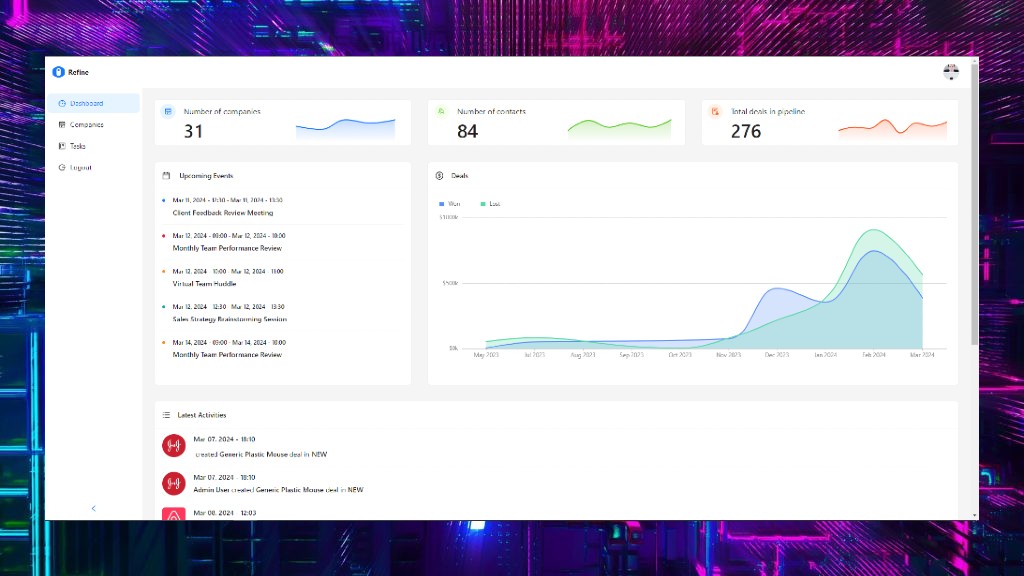 Refine
Dashboard
Companies
Tasks
Logout
Number of companies
31
Number of contacts
84
Total deals in pipeline
276
Upcoming Events
Mar 11, 2024 - 12:30 - Mar 11, 2024 - 13:30
Client Feedback Review Meeting
Mar 12, 2024 - 09:00 - Mar 12, 2024 - 10:00
Monthly Team Performance Review
Mar 12, 2024 - 10:00 - Mar 12, 2024 - 11:00
Virtual Team Huddle
Mar 12, 2024 - 12:30 - Mar 12, 2024 - 13:30
Sales Strategy Brainstorming Session
Mar 14, 2024 - 09:00 - Mar 14, 2024 - 10:00
Monthly Team Performance Review
Deals
Won Lost
$1000k
$500k
$0k
May 2023 Jul 2023 Aug 2023 Sep 2023 Oct 2023 Nov 2023 Dec 2023 Jan 2024 Feb 2024 Mar 2024
Latest Activities
Mar 07, 2024 - 18:10
created Generic Plastic Mouse deal in NEW
Mar 07, 2024 - 18:10
Admin User created Generic Plastic Mouse deal in NEW
Mar 08, 2024 - 12:03